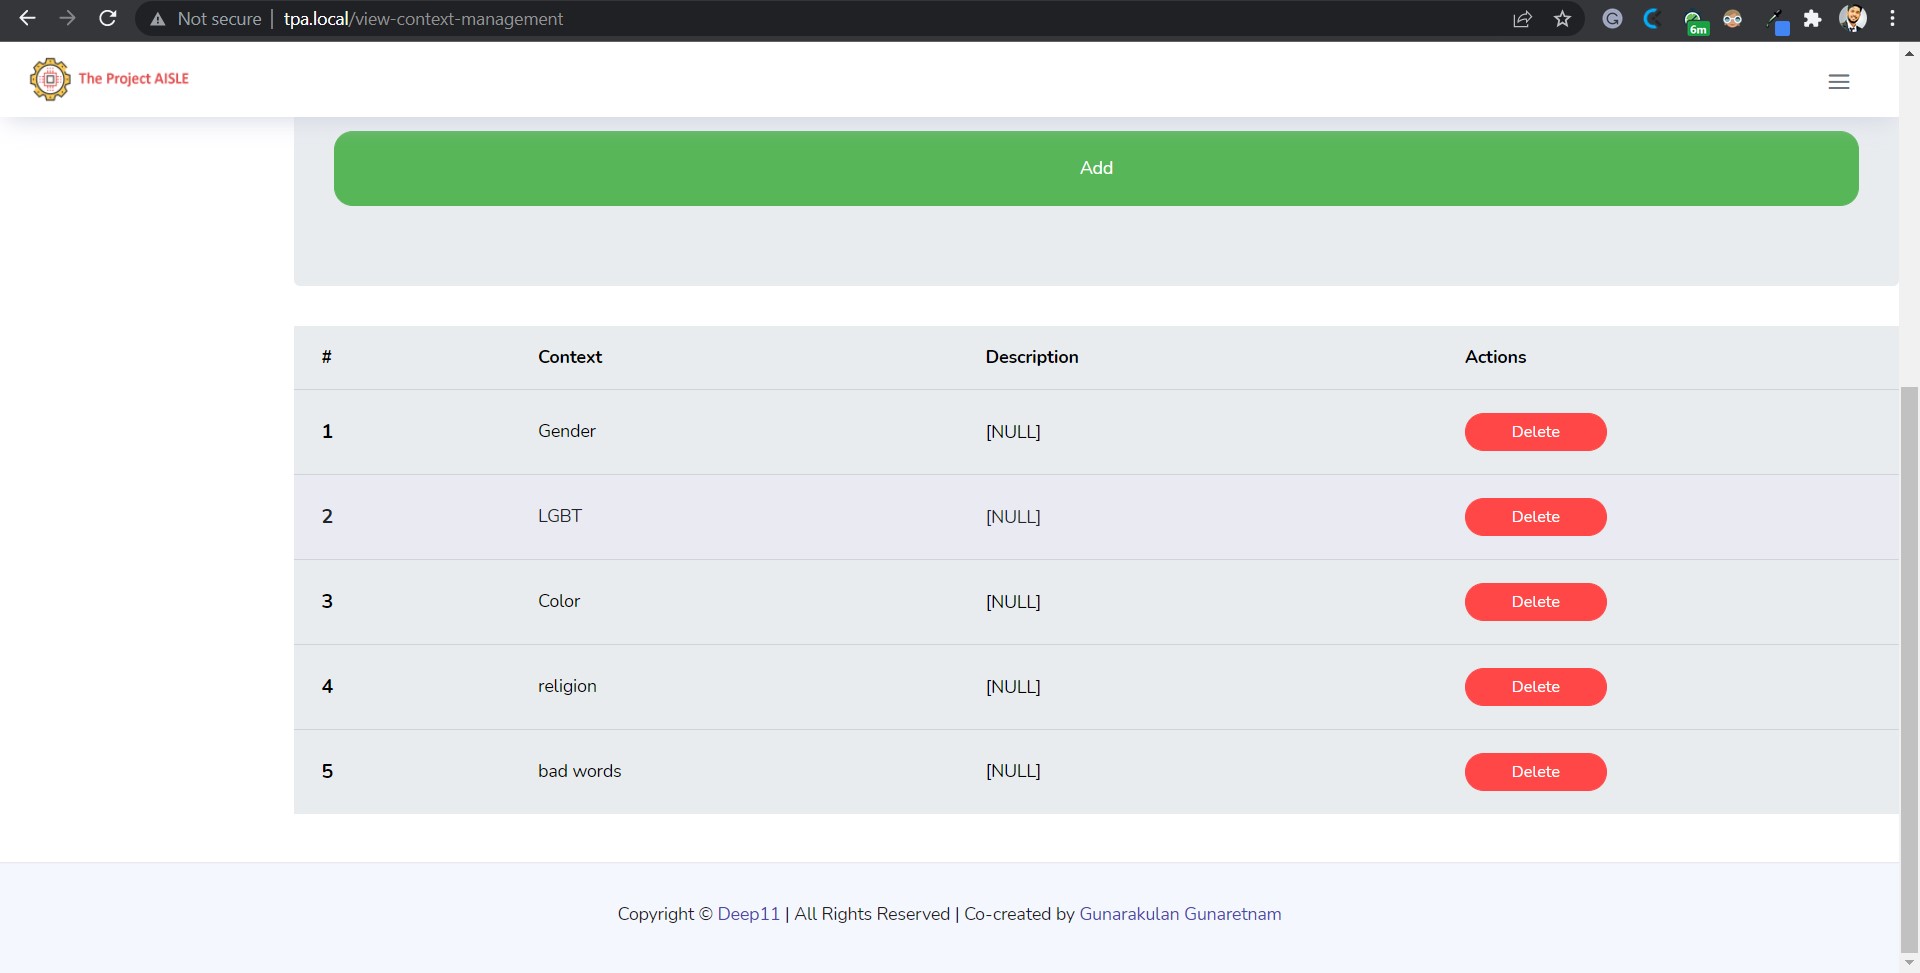 Not secure | tpa.local/view-context-management
6m
The Project AISLE
Add
# Context Description Actions
1 Gender [NULL] Delete
2 LGBT [NULL] Delete
3 Color [NULL] Delete
4 religion [NULL] Delete
5 bad words [NULL] Delete
Copyright © Deep11 | All Rights Reserved | Co-created by Gunarakulan Gunaretnam